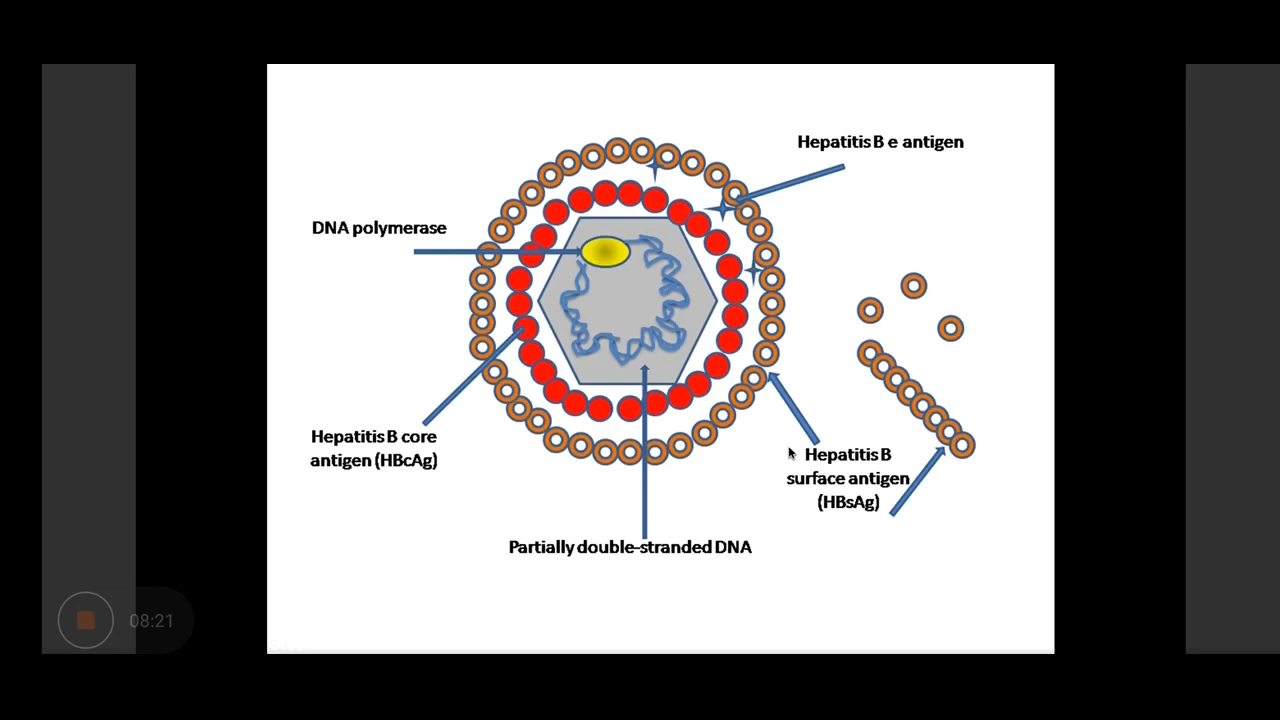 Hepatitis B e antigen
DNA polymerase
Hepatitis B core
antigen (HBcAg)
Hepatitis B
surface antigen
(HBsAg)
Partially double-stranded DNA
08:21